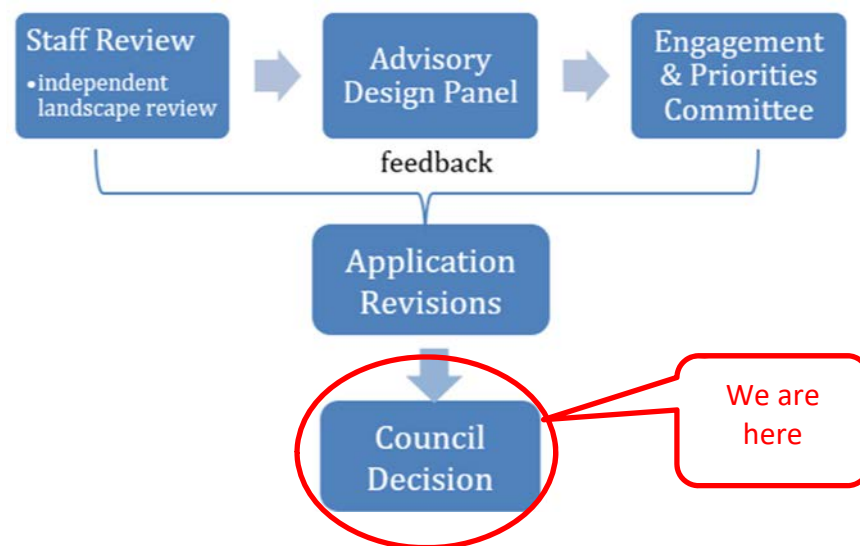 Staff Review
•independent
landscape review
Advisory
Design Panel
Engagement
& Priorities
Committee
feedback
Application
Revisions
Council
Decision
We are
here